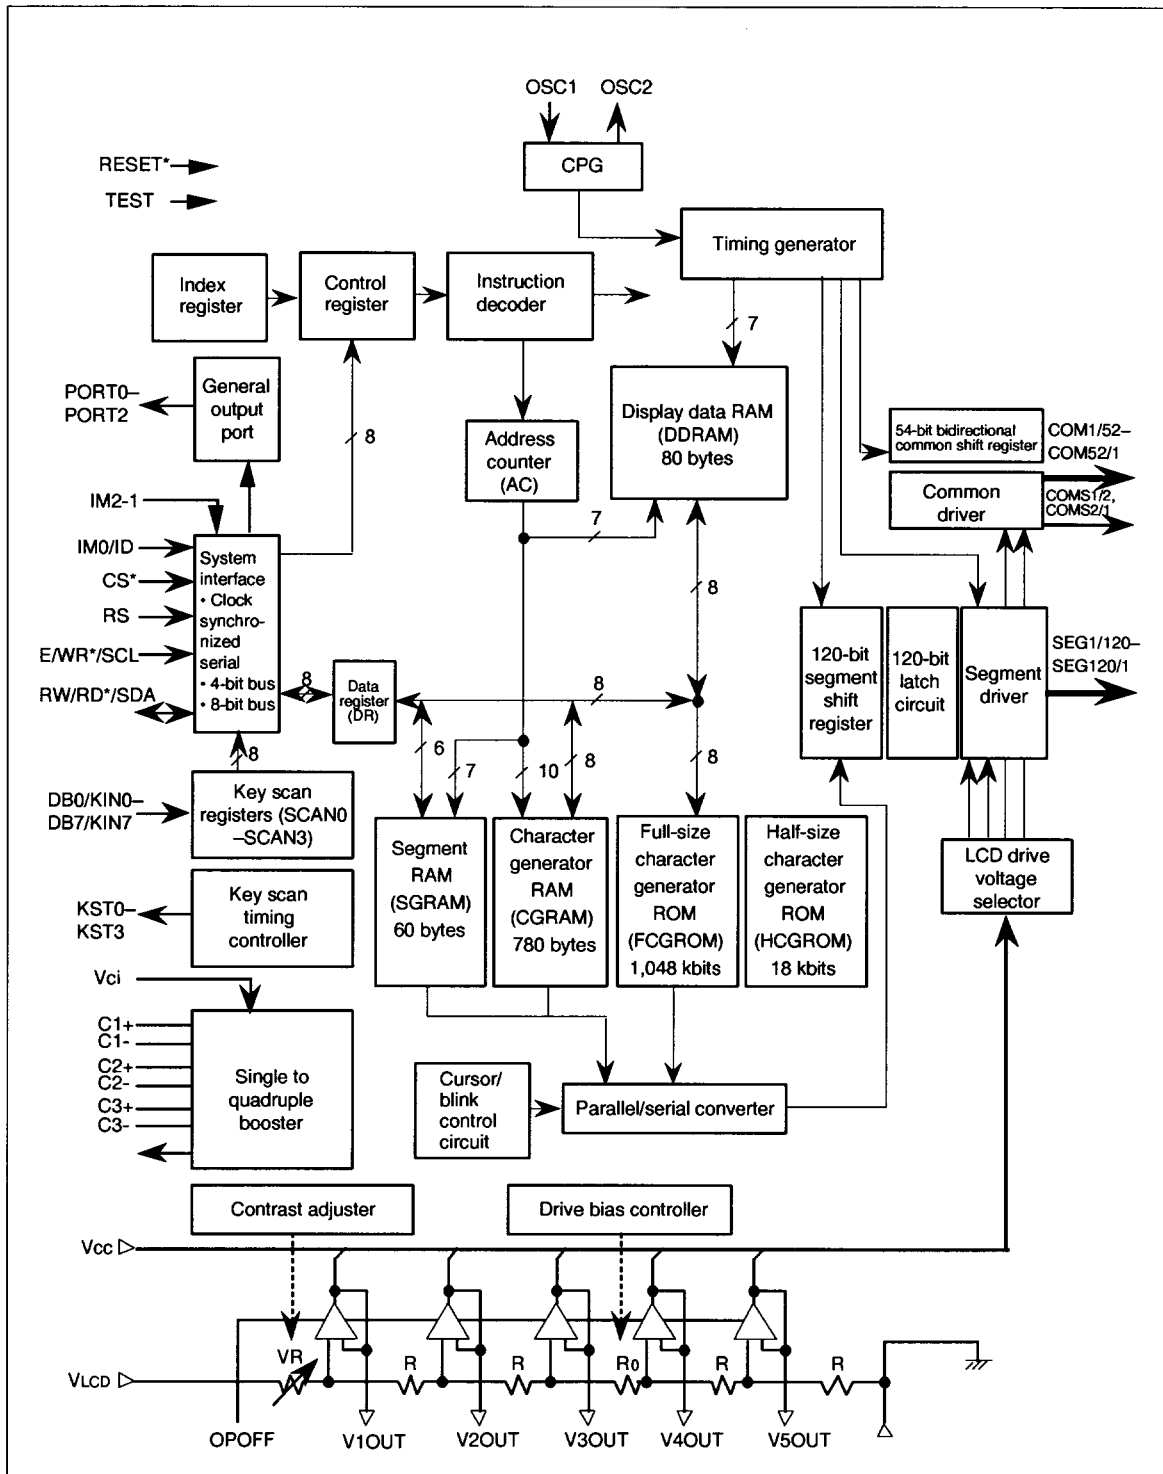 OSC1 OSC2
CPG
RESET*
TEST
Timing generator
Index
register
Control
register
Instruction
decoder
7
PORT0–
PORT2
General
output
port
8
Address
counter
(AC)
Display data RAM
(DDRAM)
80 bytes
54-bit bidirectional
common shift register
COM1/52–
COM52/1
Common
driver
COMS1/2,
COMS2/1
IM2-1
7
IM0/ID
CS*
RS
E/WR*/SCL
RW/RD*/SDA
System
interface
• Clock
synchro-
nized
serial
• 4-bit bus
• 8-bit bus
8
8
Data
register
(DR)
8
120-bit
segment
shift
register
120-bit
latch
circuit
Segment
driver
SEG1/120–
SEG120/1
8
6
7
10
8
8
DB0/KIN0–
DB7/KIN7
Key scan
registers (SCAN0
–SCAN3)
Segment
RAM
(SGRAM)
60 bytes
Character
generator
RAM
(CGRAM)
780 bytes
Full-size
character
generator
ROM
(FCGROM)
1,048 kbits
Half-size
character
generator
ROM
(HCGROM)
18 kbits
LCD drive
voltage
selector
KST0–
KST3
Key scan
timing
controller
Vci
C1+
C1-
C2+
C2-
C3+
C3-
Single to
quadruple
booster
Cursor/
blink
control
circuit
Parallel/serial converter
Contrast adjuster
Drive bias controller
Vcc
VR
R
R
R0
R
R
VLCD
OPOFF
V1OUT
V2OUT
V3OUT
V4OUT
V5OUT